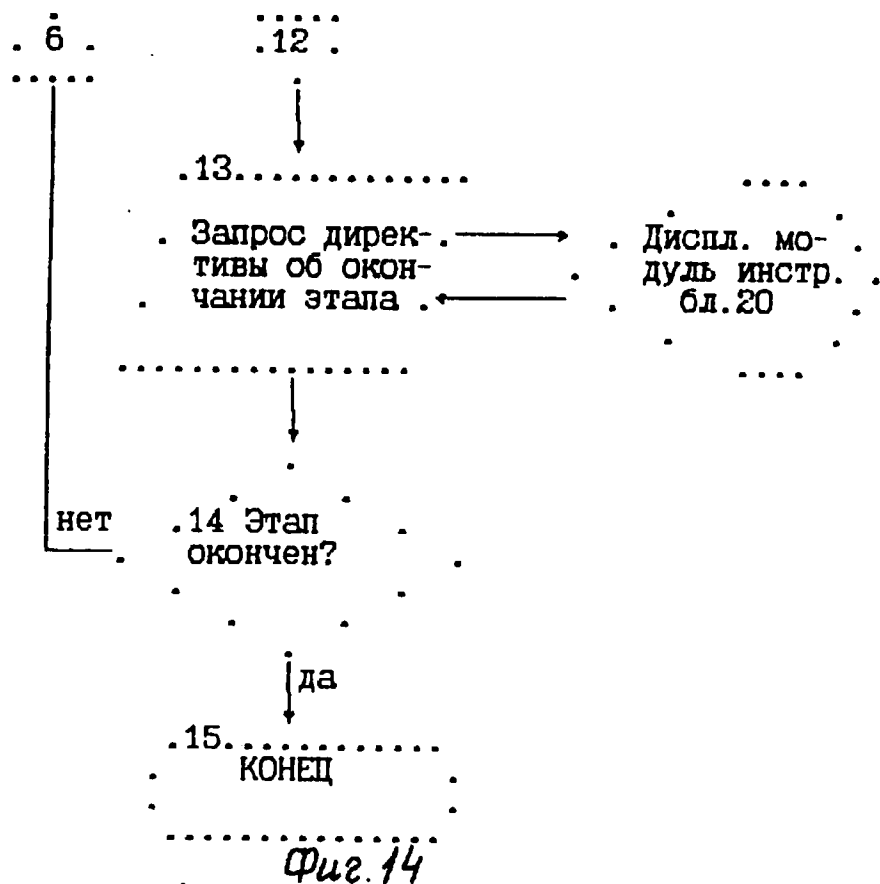 6
12
13
Запрос дирек-
тивы об окон-
чании этапа
Диспл. мо-
дуль инстр.
бл.20
14 Этап
окончен?
нет
да
15
КОНЕЦ
Фиг.14